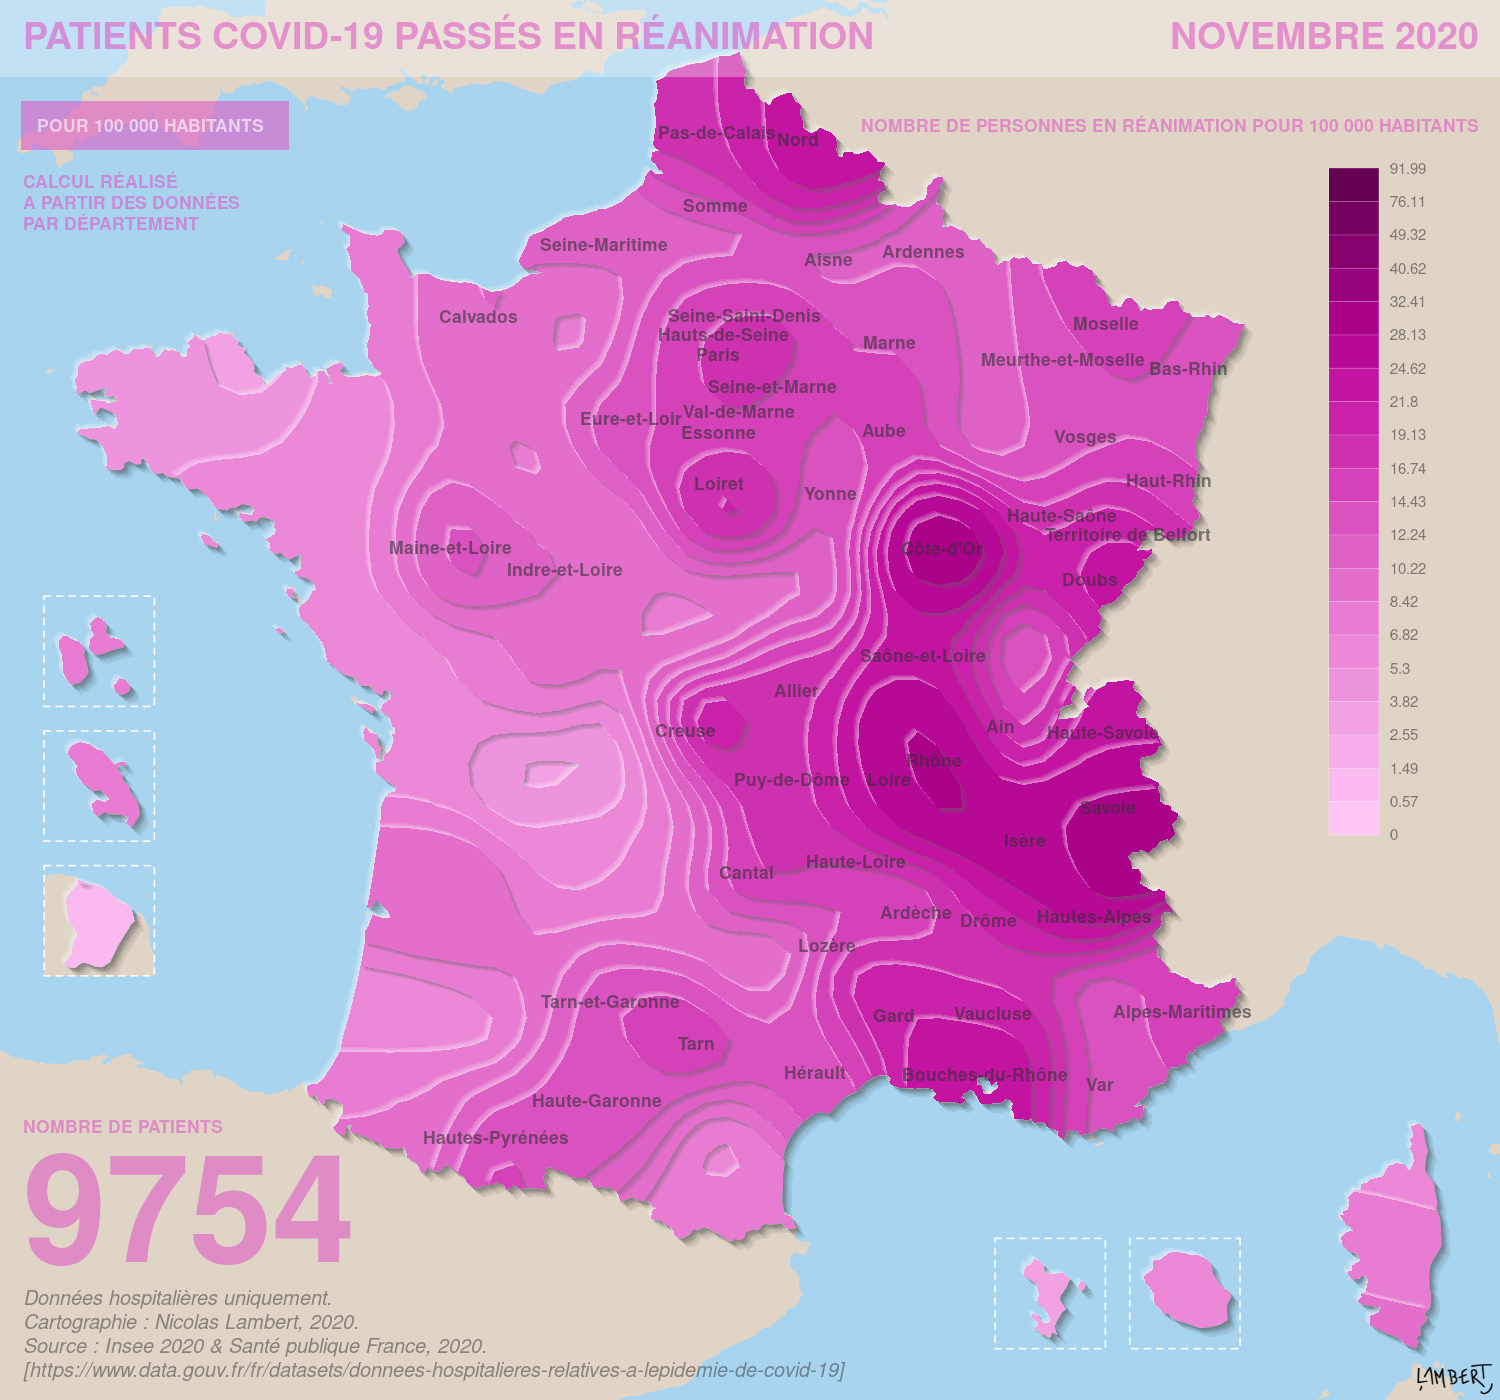 PATIENTS COVID-19 PASSÉS EN RÉANIMATION
NOVEMBRE 2020
POUR 100 000 HABITANTS
CALCUL RÉALISÉ
A PARTIR DES DONNÉES
PAR DÉPARTEMENT
NOMBRE DE PERSONNES EN RÉANIMATION POUR 100 000 HABITANTS
91.99
76.11
49.32
40.62
32.41
28.13
24.62
21.8
19.13
16.74
14.43
12.24
10.22
8.42
6.82
5.3
3.82
2.55
1.49
0.57
0
Pas-de-Calais
Nord
Somme
Seine-Maritime
Aisne
Ardennes
Calvados
Seine-Saint-Denis
Hauts-de-Seine
Paris
Marne
Moselle
Meurthe-et-Moselle
Bas-Rhin
Seine-et-Marne
Eure-et-Loir
Val-de-Marne
Essonne
Aube
Vosges
Loiret
Yonne
Haut-Rhin
Haute-Saône
Territoire de Belfort
Maine-et-Loire
Indre-et-Loire
Côte-d'Or
Doubs
Saône-et-Loire
Allier
Creuse
Ain
Haute-Savoie
Puy-de-Dôme
Loire
Rhône
Savoie
Isère
Cantal
Haute-Loire
Ardèche
Drôme
Hautes-Alpes
Lozère
Tarn-et-Garonne
Gard
Vaucluse
Alpes-Maritimes
Tarn
Hérault
Bouches-du-Rhône
Var
Haute-Garonne
Hautes-Pyrénées
NOMBRE DE PATIENTS
9754
Données hospitalières uniquement.
Cartographie : Nicolas Lambert, 2020.
Source : Insee 2020 & Santé publique France, 2020.
[https://www.data.gouv.fr/fr/datasets/donnees-hospitalieres-relatives-a-lepidemie-de-covid-19]
LAMBERT